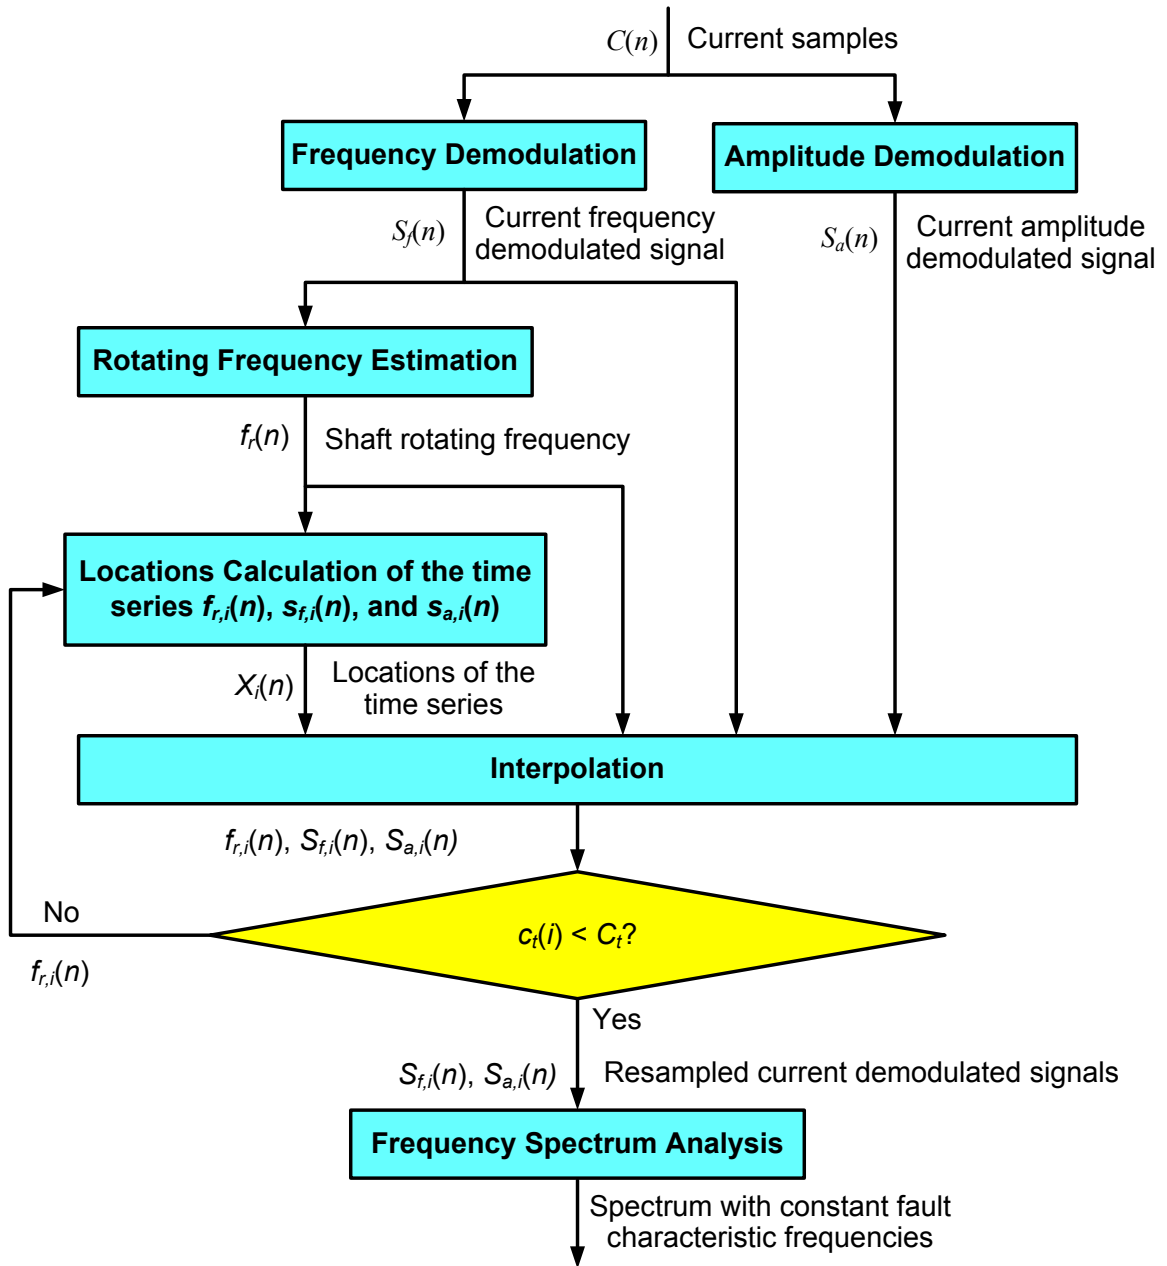 C(n) Current samples
Frequency Demodulation
Amplitude Demodulation
Sf(n)
Current frequency
demodulated signal
Sa(n)
Current amplitude
demodulated signal
Rotating Frequency Estimation
fr(n) Shaft rotating frequency
Locations Calculation of the time
series fr,i(n), sf,i(n), and sa,i(n)
Xi(n)
Locations of the
time series
Interpolation
fr,i(n), Sf,i(n), Sa,i(n)
No
ct(i) < Ct?
fr,i(n)
Yes
Sf,i(n), Sa,i(n) Resampled current demodulated signals
Frequency Spectrum Analysis
Spectrum with constant fault
characteristic frequencies